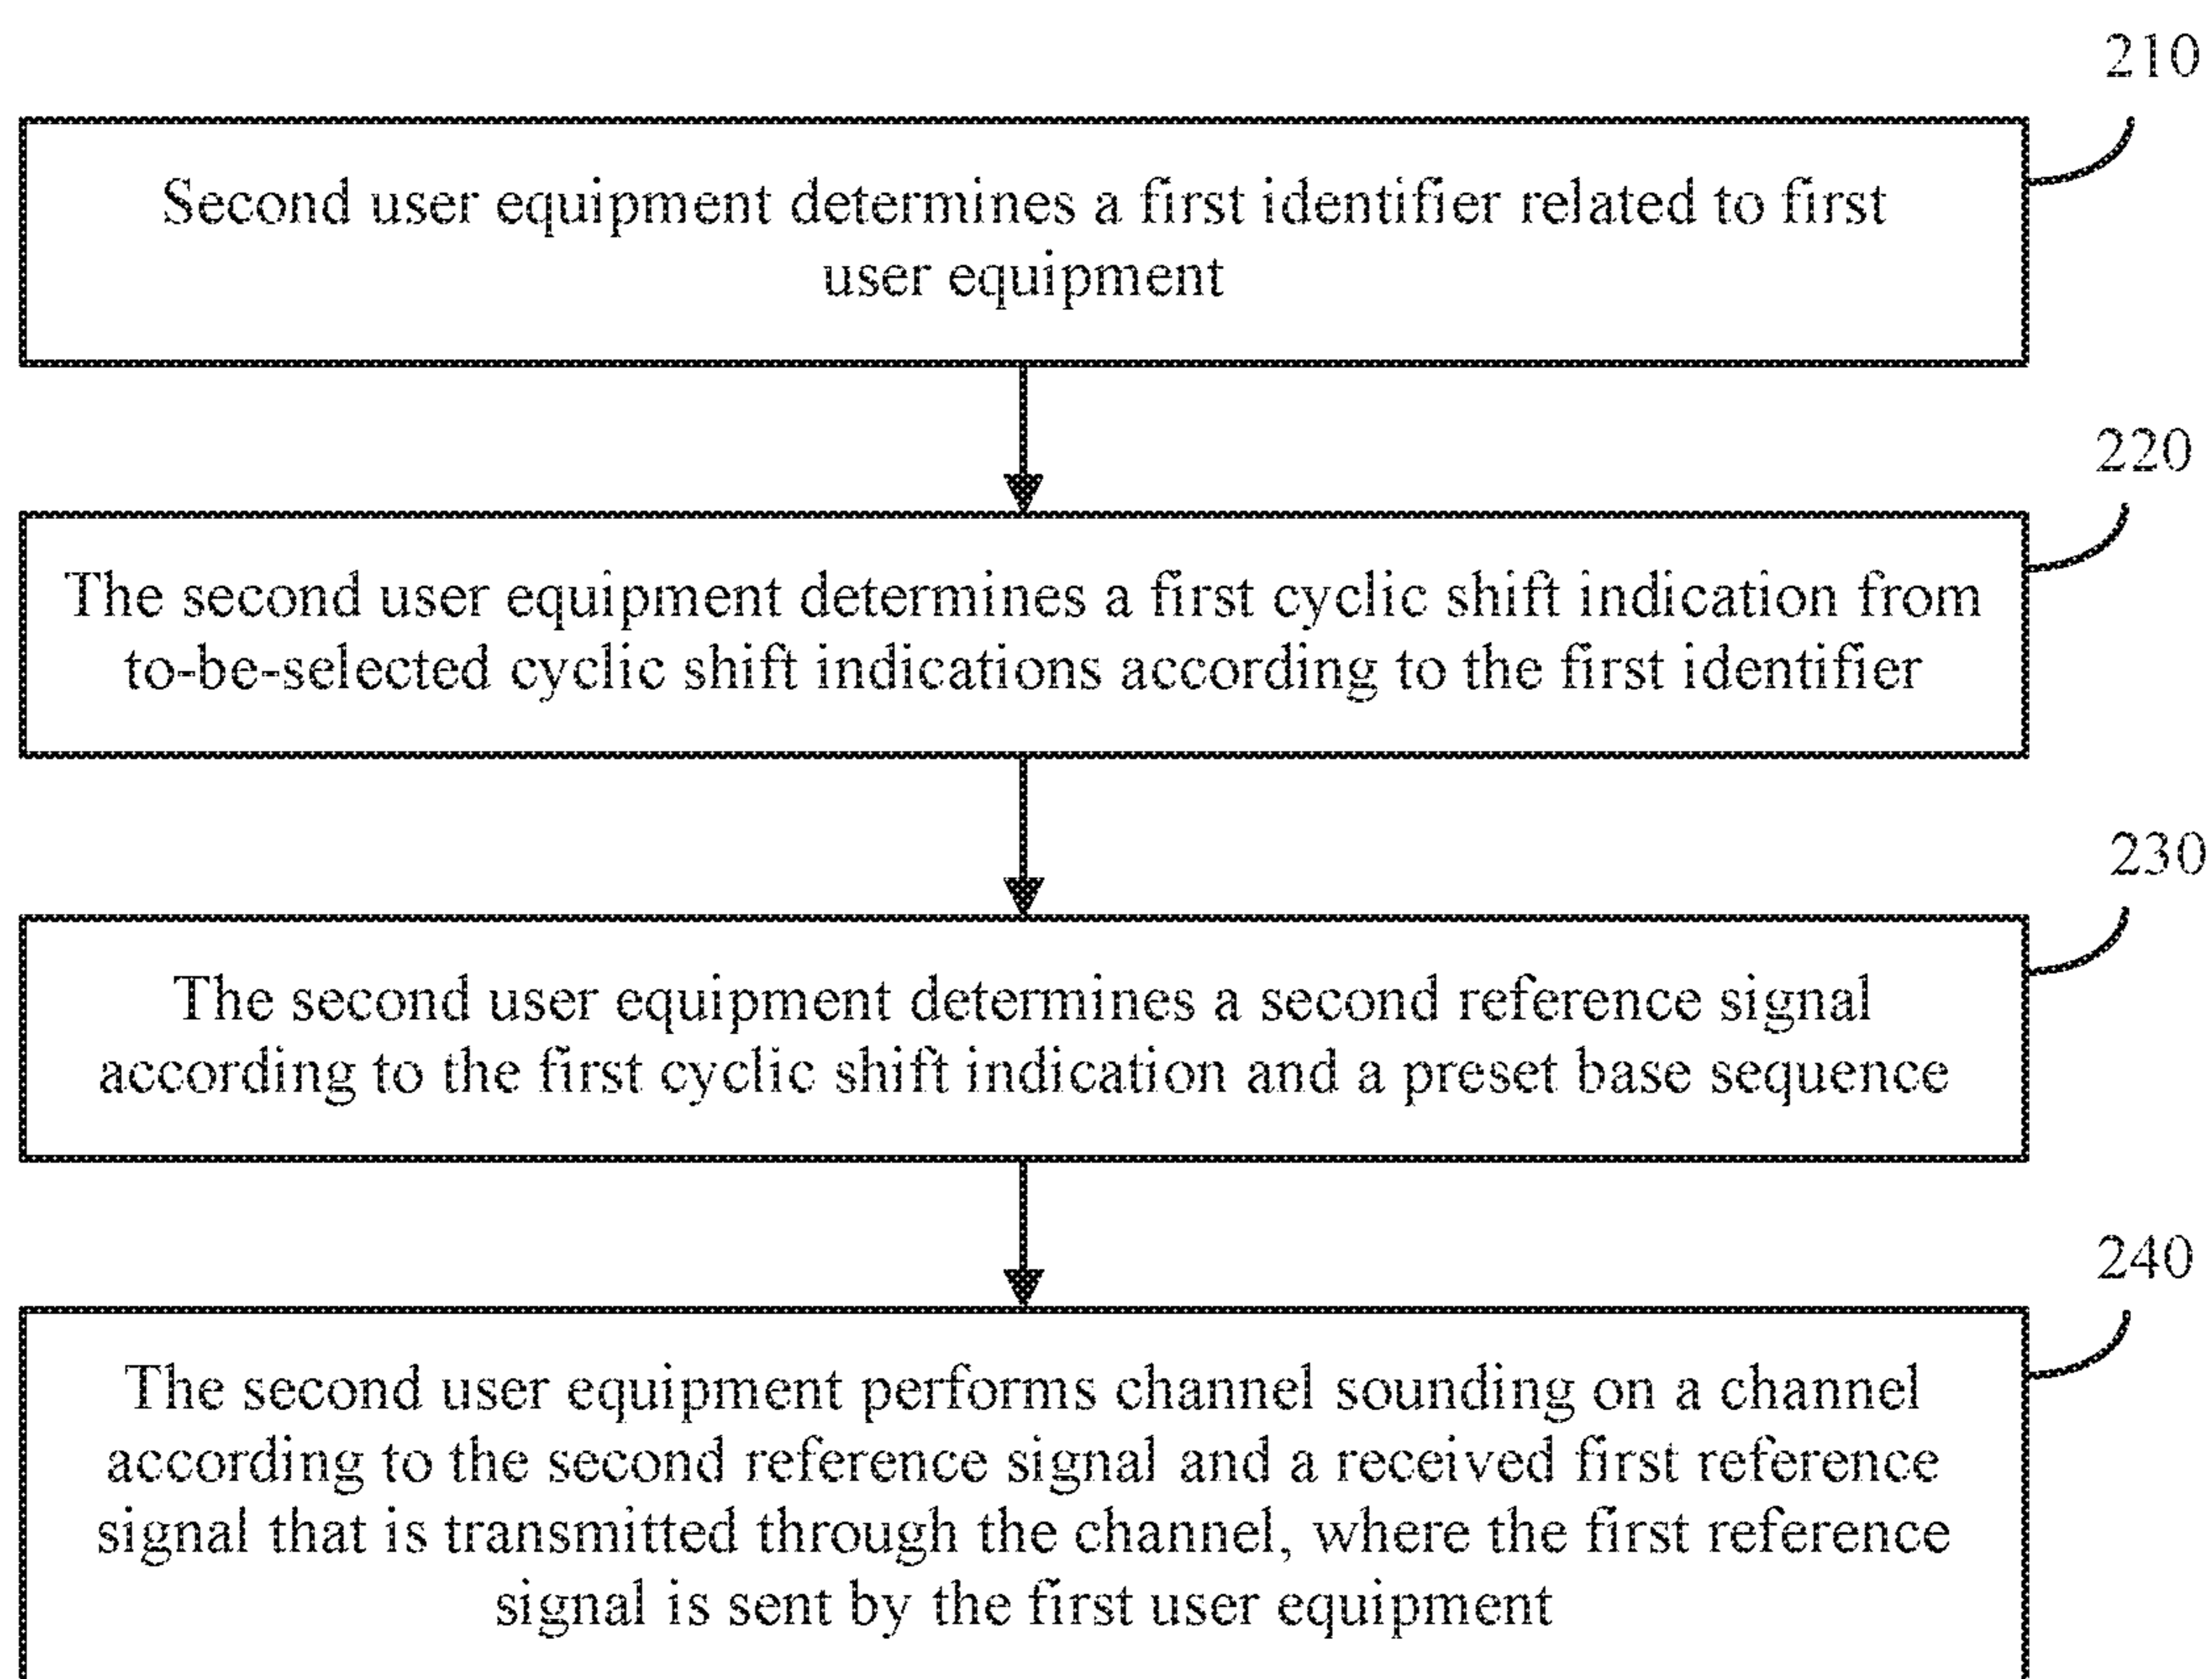 210
Second user equipment determines a first identifier related to first
user equipment
220
The second user equipment determines a first cyclic shift indication from
to-be-selected cyclic shift indications according to the first identifier
230
The second user equipment determines a second reference signal
according to the first cyclic shift indication and a preset base sequence
240
The second user equipment performs channel sounding on a channel
according to the second reference signal and a received first reference
signal that is transmitted through the channel, where the first reference
signal is sent by the first user equipment